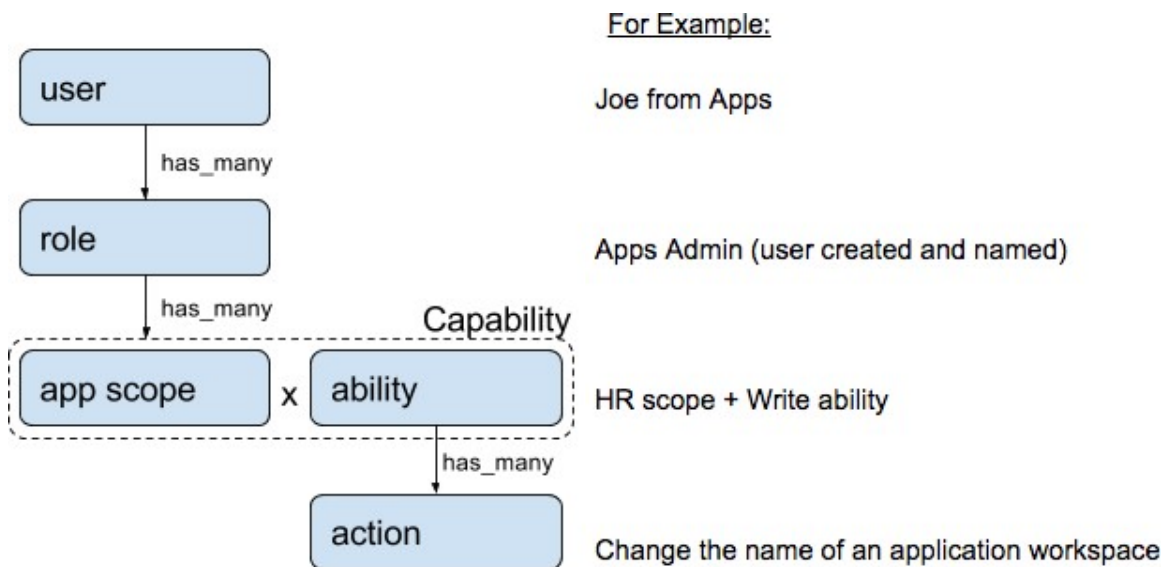 For Example:
user
Joe from Apps
has_many
role
Apps Admin (user created and named)
has_many
Capability
app scope x ability
HR scope + Write ability
has_many
action
Change the name of an application workspace